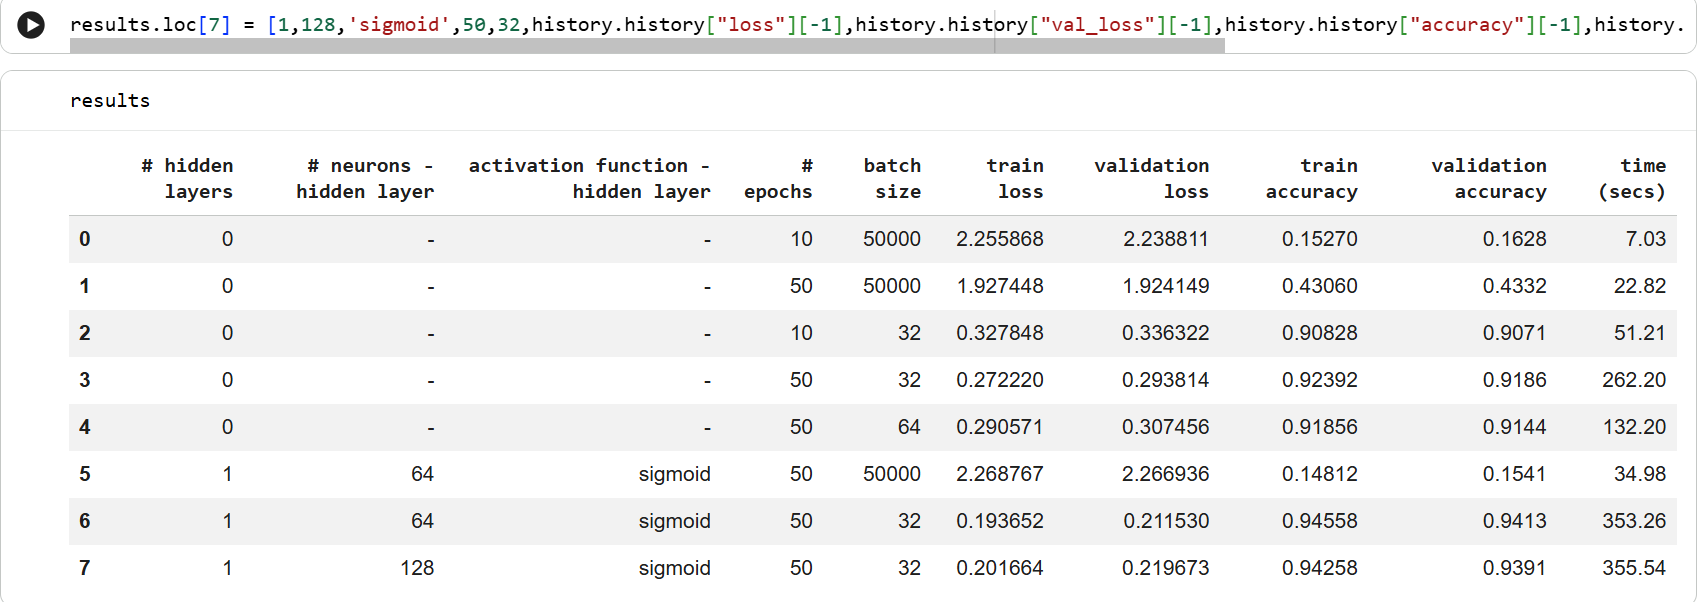 results.loc[7] = [1,128,'sigmoid',50,32,history.history["loss"][-1],history.history["val_loss"][-1],history.history["accuracy"][-1],history.
results
# hidden layers # neurons - hidden layer activation function - hidden layer # epochs batch size train loss validation loss train accuracy validation accuracy time (secs)
0 0 - - 10 50000 2.255868 2.238811 0.15270 0.1628 7.03
1 0 - - 50 50000 1.927448 1.924149 0.43060 0.4332 22.82
2 0 - - 10 32 0.327848 0.336322 0.90828 0.9071 51.21
3 0 - - 50 32 0.272220 0.293814 0.92392 0.9186 262.20
4 0 - - 50 64 0.290571 0.307456 0.91856 0.9144 132.20
5 1 64 sigmoid 50 50000 2.268767 2.266936 0.14812 0.1541 34.98
6 1 64 sigmoid 50 32 0.193652 0.211530 0.94558 0.9413 353.26
7 1 128 sigmoid 50 32 0.201664 0.219673 0.94258 0.9391 355.54